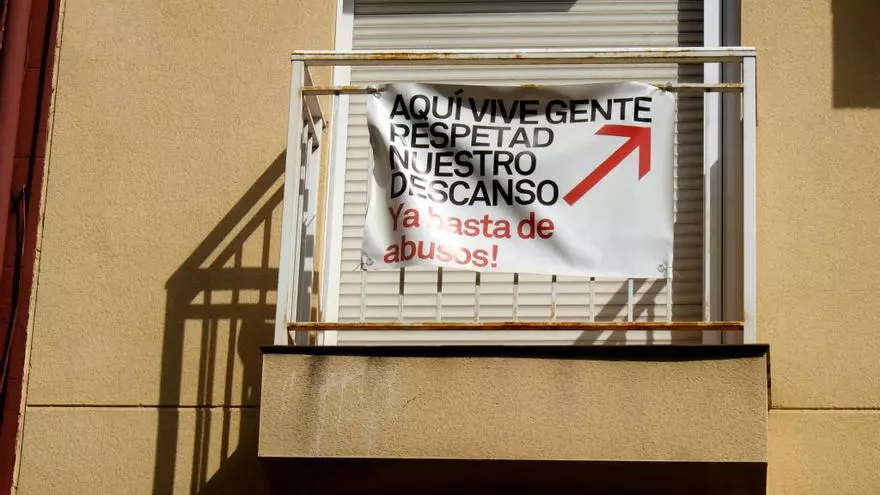 AQUÍ VIVE GENTE
RESPETAD
NUESTRO
DESCANSO
Ya basta de
abusos!